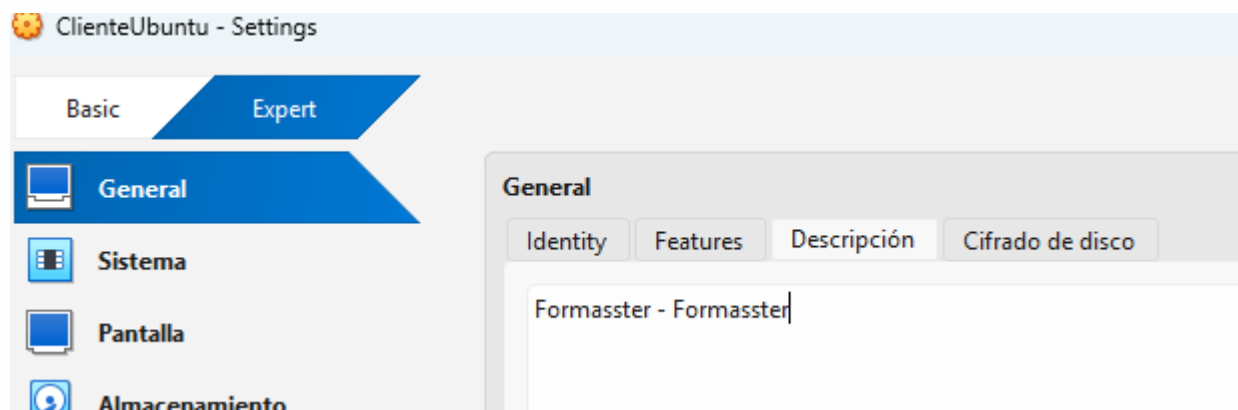 ClienteUbuntu - Settings
Basic
Expert
General
Sistema
Pantalla
Almacenamiento
General
Identity
Features
Descripción
Cifrado de disco
Formasster - Formasster